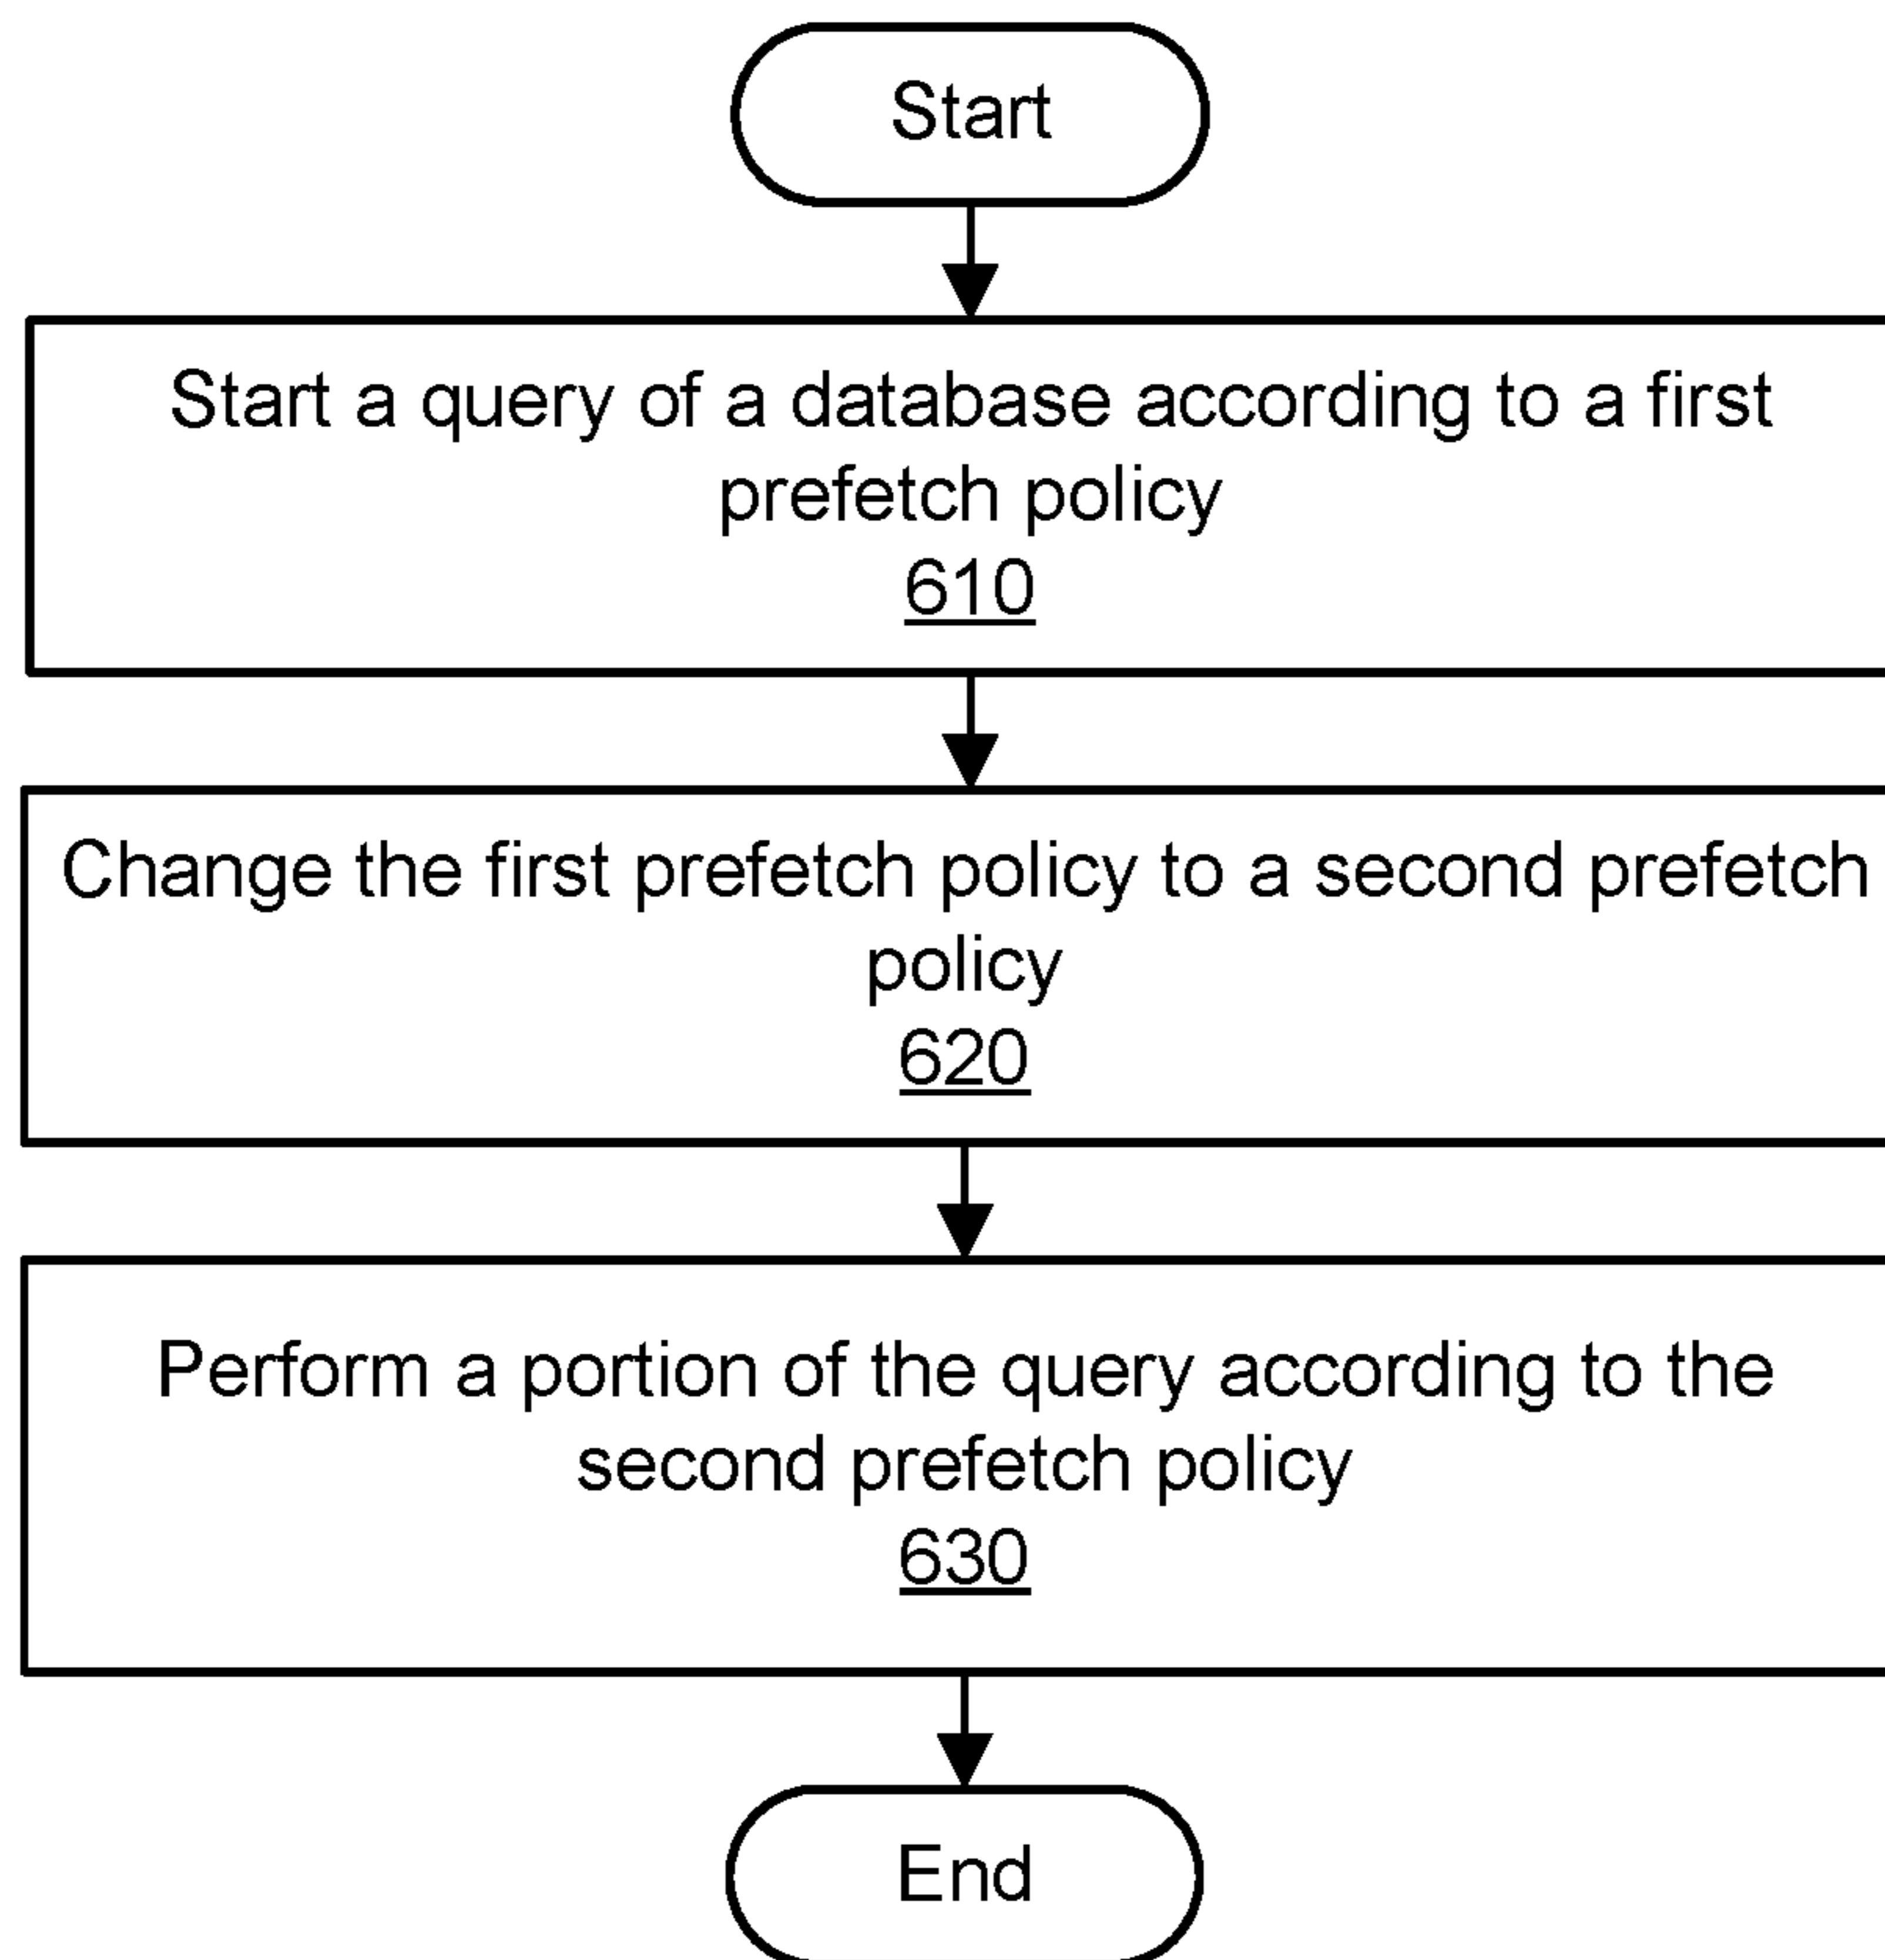 Start
Start a query of a database according to a first
prefetch policy
610
Change the first prefetch policy to a second prefetch
policy
620
Perform a portion of the query according to the
second prefetch policy
630
End